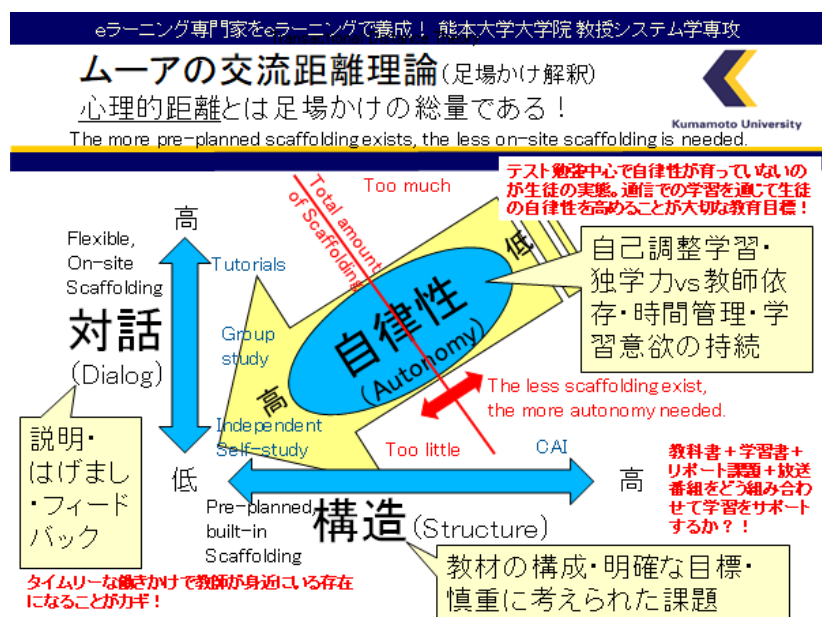 eラーニング専門家をeラーニングで養成！ 熊本大学大学院 教授システム学専攻
Transactional Distance Theory
ムーアの交流距離理論(足場かけ解釈)
心理的距離とは足場かけの総量である！
The more pre-planned scaffolding exists, the less on-site scaffolding is needed.
Kumamoto University
テスト勉強中心で自律性が育っていないの
が生徒の実態。通信での学習を通じて生徒
の自律性を高めることが大切な教育目標！
Too much
Total amount
of Scaffolding
高
Flexible,
On-site
Scaffolding
対話
(Dialog)
Tutorials
Group
study
Independent
Self-study
低
自律性
(Autonomy)
高
自己調整学習・
独学力vs教師依
存・時間管理・学
習意欲の持続
The less scaffolding exist,
the more autonomy needed.
Too little
CAI
説明・
はげまし
・フィード
バック
低
高
Pre-planned,
built-in
Scaffolding
構造(Structure)
教科書＋学習書＋
リポート課題＋放送
番組をどう組み合わ
せて学習をサポート
するか？！
教材の構成・明確な目標・
慎重に考えられた課題
タイムリーな働きかけで教師が身近にいる存在
になることがカギ！